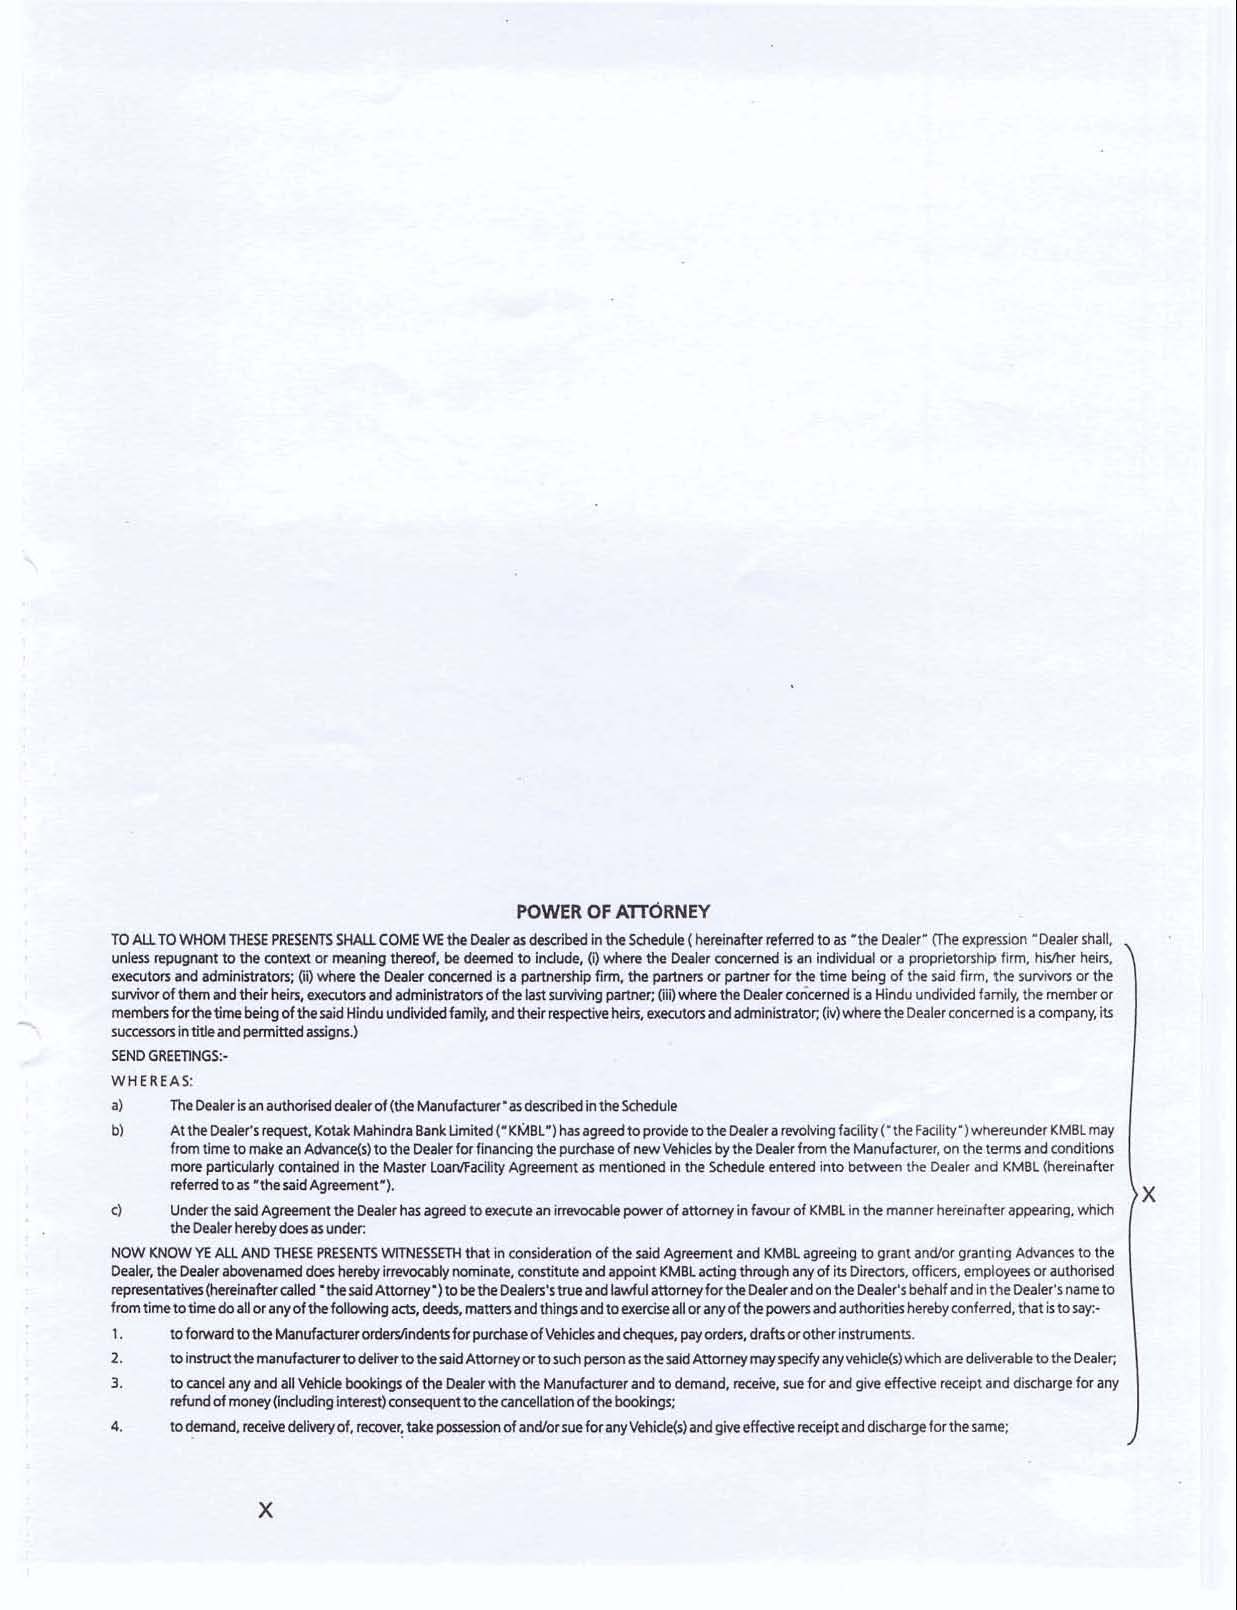 POWER OF ATTORNEY
TO ALL TO WHOM THESE PRESENTS SHALL COME WE the Dealer as described in the Schedule ( hereinafter referred to as "the Dealer" (The expression "Dealer shall,
unless repugnant to the context or meaning thereof, be deemed to include, (i) where the Dealer concerned is an individual or a proprietorship firm, his/her heirs,
executors and administrators; (ii) where the Dealer concerned is a partnership firm, the partners or partner for the time being of the said firm, the survivors or the
survivor of them and their heirs, executors and administrators of the last surviving partner; (iii) where the Dealer concerned is a Hindu undivided family, the member or
members for the time being of the said Hindu undivided family, and their respective heirs, executors and administrator; (iv) where the Dealer concerned is a company, its
successors in title and permitted assigns.)
SEND GREETINGS:-
WHEREAS:
a) The Dealer is an authorised dealer of (the Manufacturer" as described in the Schedule
b) At the Dealer's request, Kotak Mahindra Bank Limited ("KMBL") has agreed to provide to the Dealer a revolving facility ("the Facility") whereunder KMBL may
from time to make an Advance(s) to the Dealer for financing the purchase of new Vehicles by the Dealer from the Manufacturer, on the terms and conditions
more particularly contained in the Master Loan/Facility Agreement as mentioned in the Schedule entered into between the Dealer and KMBL (hereinafter
referred to as "the said Agreement").
X
c) Under the said Agreement the Dealer has agreed to execute an irrevocable power of attorney in favour of KMBL in the manner hereinafter appearing, which
the Dealer hereby does as under:
NOW KNOW YE ALL AND THESE PRESENTS WITNESSETH that in consideration of the said Agreement and KMBL agreeing to grant and/or granting Advances to the
Dealer, the Dealer abovenamed does hereby irrevocably nominate, constitute and appoint KMBL acting through any of its Directors, officers, employees or authorised
representatives (hereinafter called "the said Attorney") to be the Dealers's true and lawful attorney for the Dealer and on the Dealer's behalf and in the Dealer's name to
from time to time do all or any of the following acts, deeds, matters and things and to exercise all or any of the powers and authorities hereby conferred, that is to say:-
1. to forward to the Manufacturer orders/indents for purchase of Vehicles and cheques, pay orders, drafts or other instruments.
2. to instruct the manufacturer to deliver to the said Attorney or to such person as the said Attorney may specify any vehicle(s) which are deliverable to the Dealer;
3. to cancel any and all Vehicle bookings of the Dealer with the Manufacturer and to demand, receive, sue for and give effective receipt and discharge for any
refund of money (including interest) consequent to the cancellation of the bookings;
4. to demand, receive delivery of, recover, take possession of and/or sue for any Vehicle(s) and give effective receipt and discharge for the same;
X